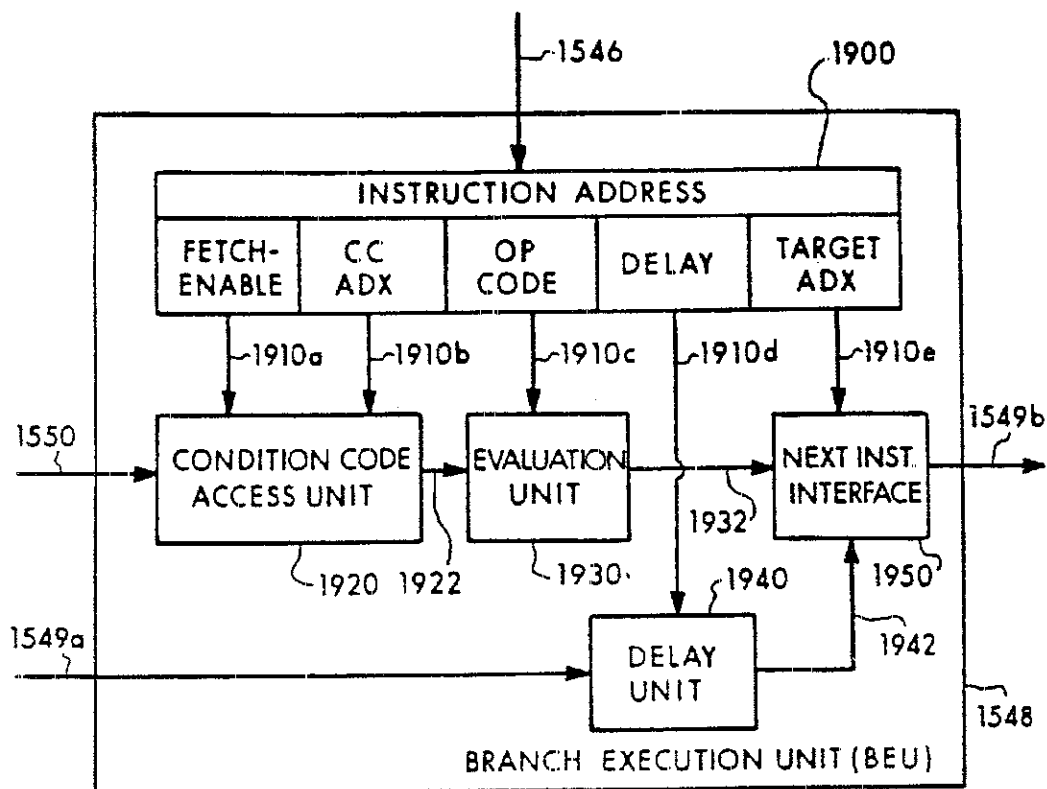 1546
1900
INSTRUCTION ADDRESS
FETCH-
ENABLE
CC
ADX
OP
CODE
DELAY
TARGET
ADX
1910a
1910b
1910c
1910d
1910e
1550
1549b
CONDITION CODE
ACCESS UNIT
EVALUATION
UNIT
NEXT INST.
INTERFACE
1932
1920
1922
1930
1940
1950
1942
1549a
DELAY
UNIT
1548
BRANCH EXECUTION UNIT (BEU)